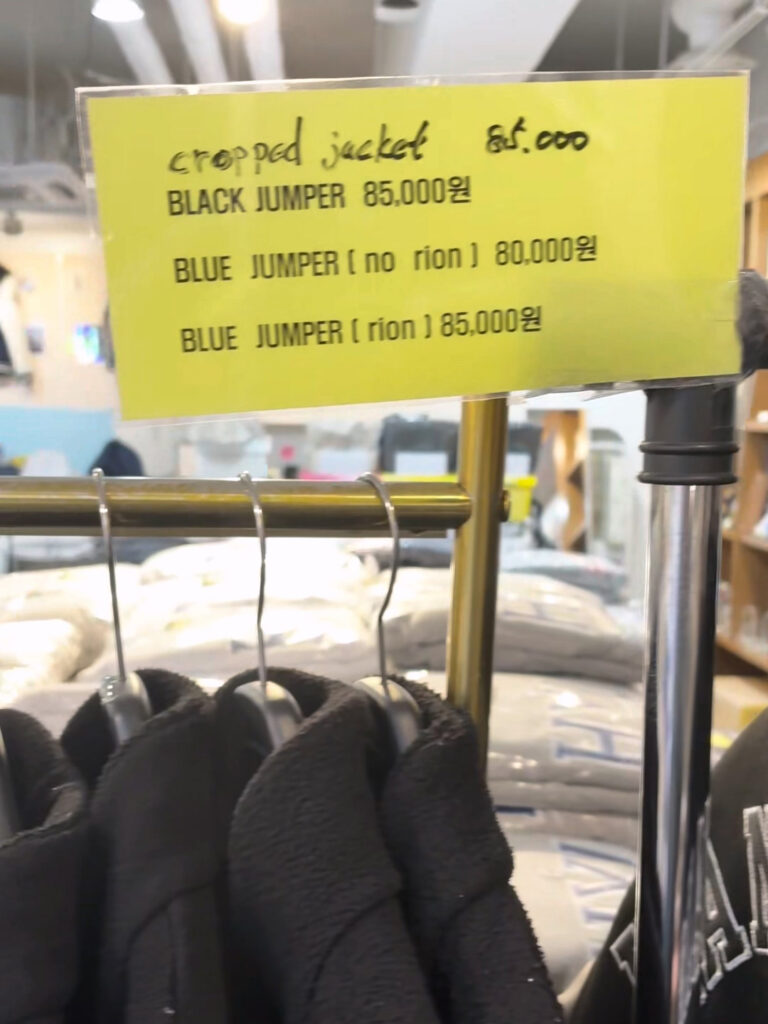 cropped jacket 85.000
BLACK JUMPER 85,000원
BLUE JUMPER ( no rion ) 80,000원
BLUE JUMPER ( rion ) 85,000원